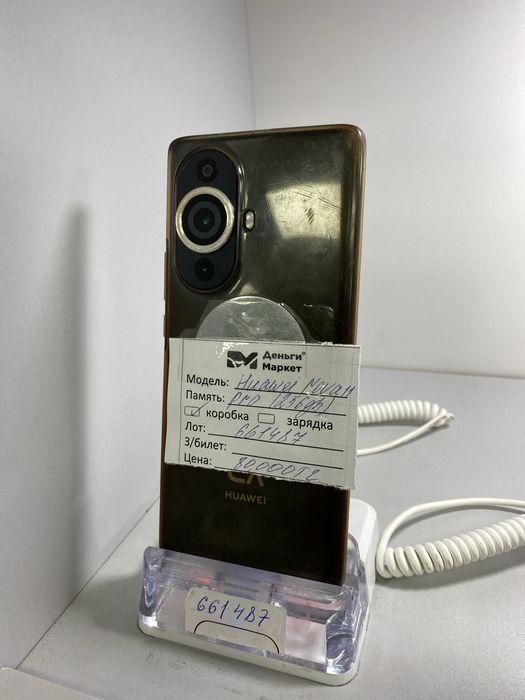 Деньги®
Маркет
Модель: Huawei Nova 11
Память: PRO (256gb)
коробка зарядка
Лот: 661487
З/билет:
Цена: 80000тг
HUAWEI
661487